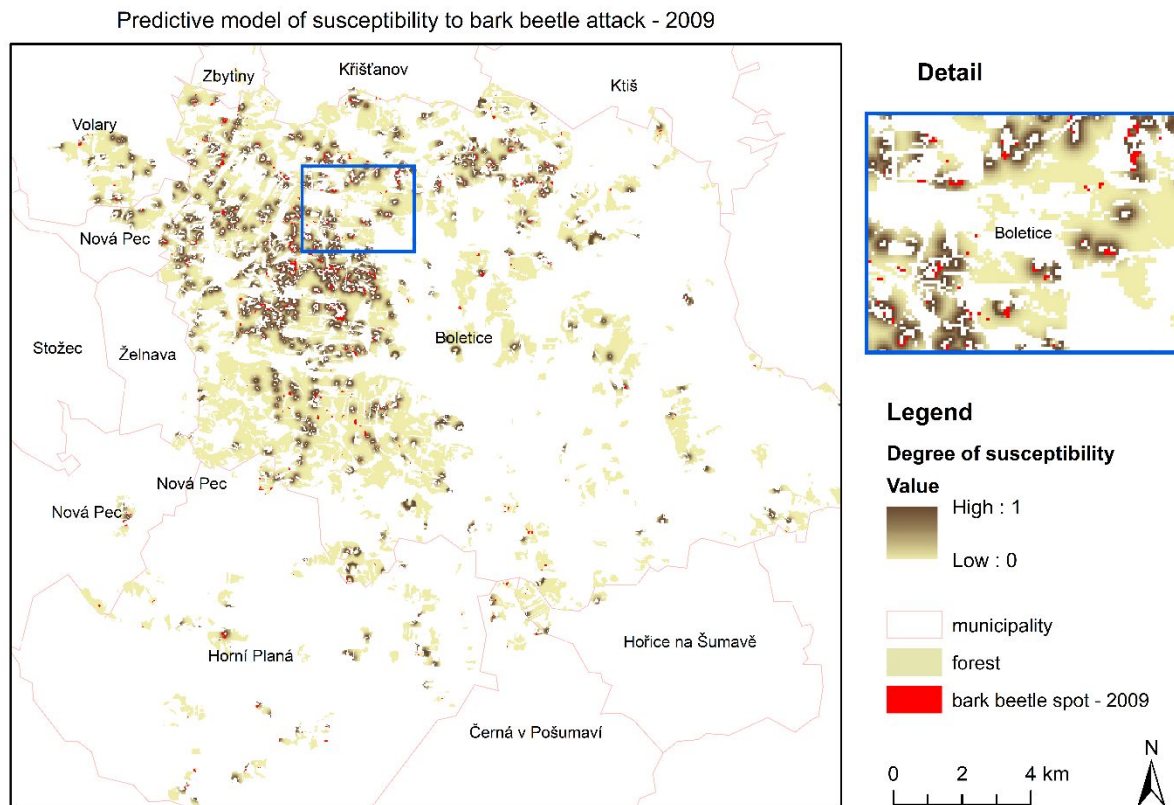 Predictive model of susceptibility to bark beetle attack - 2009
Zbytiny
Křišťanov
Ktiš
Volary
Nová Pec
Stožec
Želnava
Boletice
Nová Pec
Nová Pec
Horní Planá
Hořice na Šumavě
Černá v Pošumaví
Detail
Boletice
Legend
Degree of susceptibility
Value
High : 1
Low : 0
municipality
forest
bark beetle spot - 2009
0 2 4 km
N